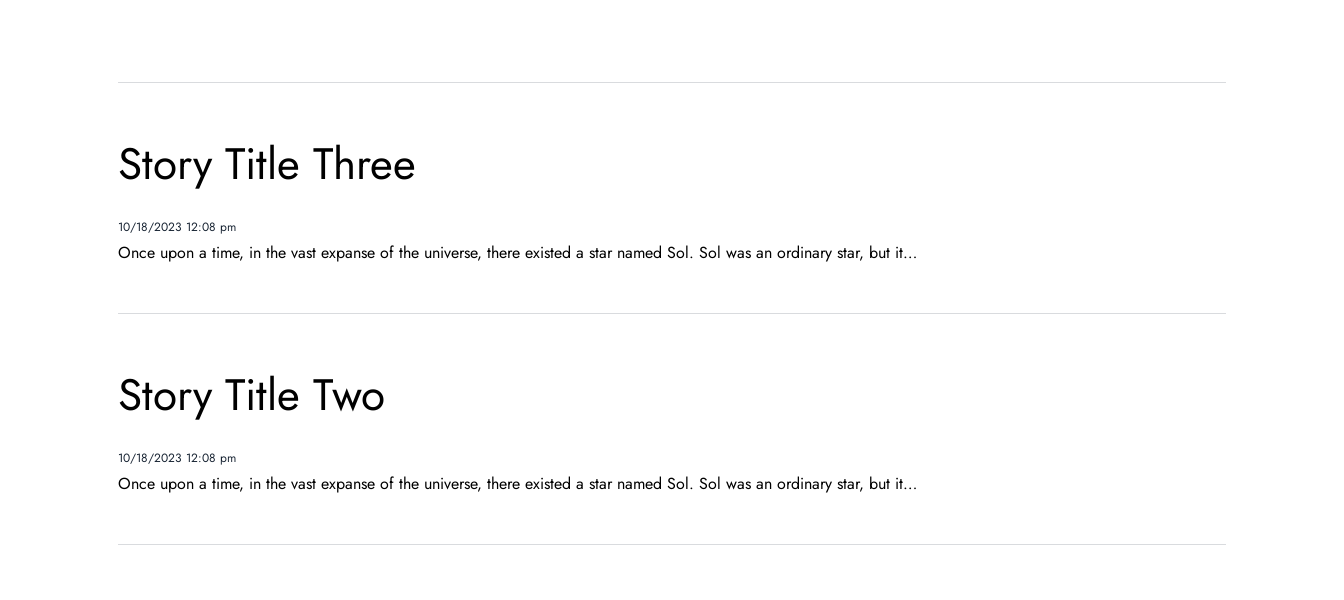 Story Title Three
10/18/2023 12:08 pm
Once upon a time, in the vast expanse of the universe, there existed a star named Sol. Sol was an ordinary star, but it...
Story Title Two
10/18/2023 12:08 pm
Once upon a time, in the vast expanse of the universe, there existed a star named Sol. Sol was an ordinary star, but it...